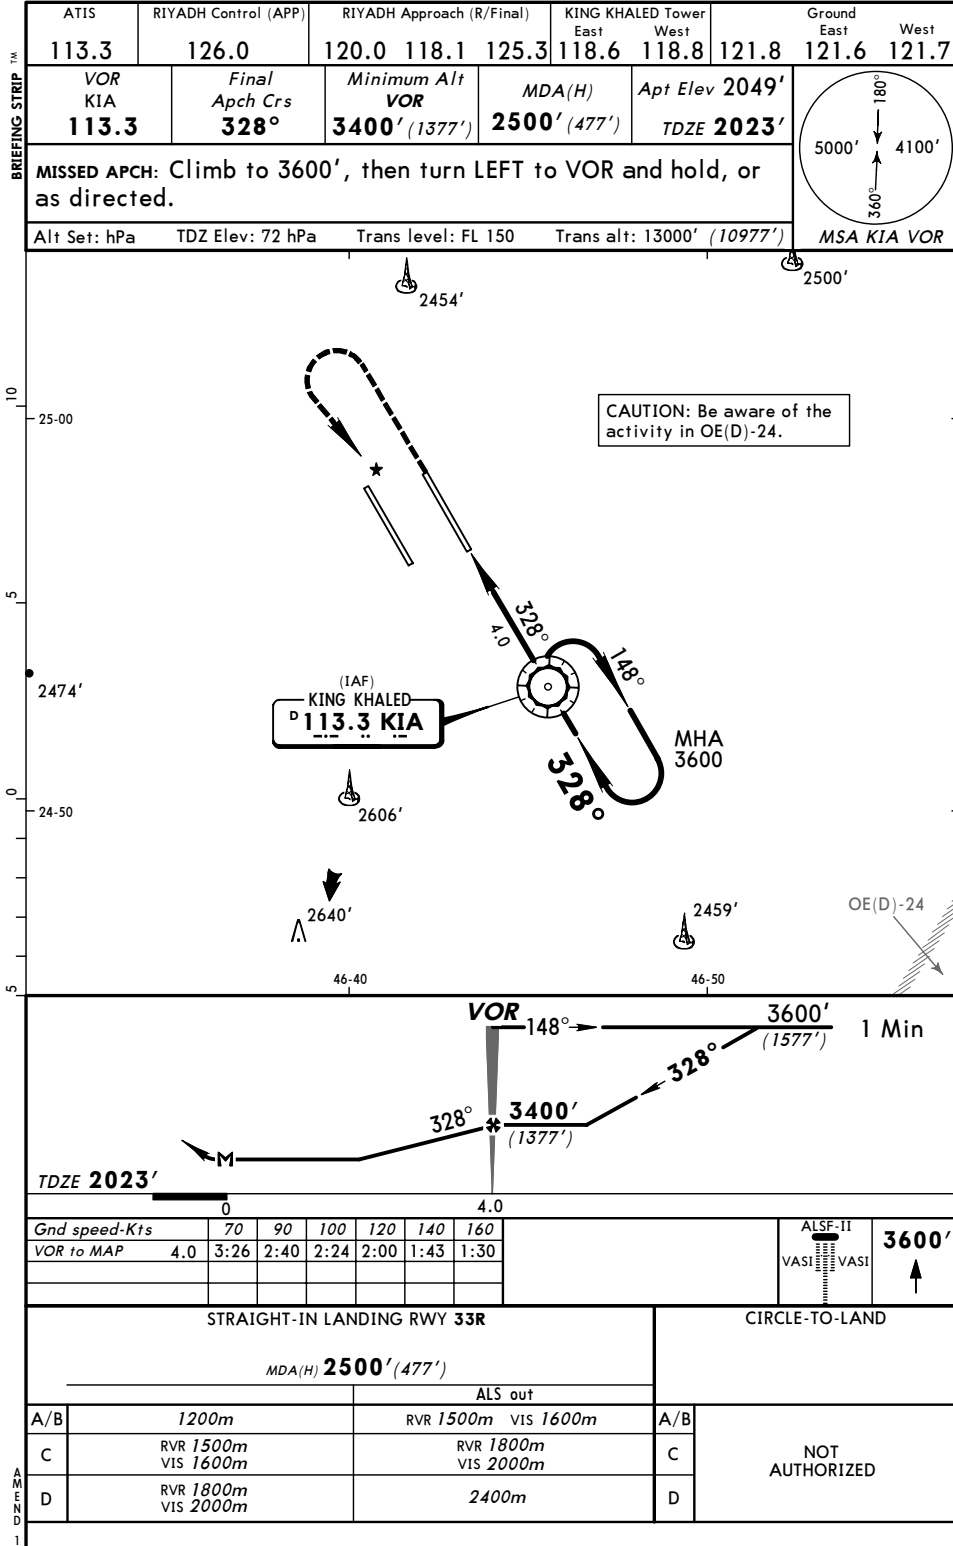 ATIS
113.3
RIYADH Control (APP)
126.0
RIYADH Approach (R/Final)
120.0 118.1 125.3
KING KHALED Tower
East West
118.6 118.8 121.8
Ground
East West
121.6 121.7
BRIEFING STRIP TM
VOR
KIA
113.3
Final
Apch Crs
328°
Minimum Alt
VOR
3400' (1377')
MDA(H)
2500' (477')
Apt Elev 2049'
TDZE 2023'
MISSED APCH: Climb to 3600', then turn LEFT to VOR and hold, or
as directed.
Alt Set: hPa TDZ Elev: 72 hPa Trans level: FL 150 Trans alt: 13000' (10977')
180°
5000' 4100'
360°
MSA KIA VOR
2454'
2500'
10
25-00
CAUTION: Be aware of the
activity in OE(D)-24.
5
328°
4.0
148°
2474'
(IAF)
KING KHALED
D 113.3 KIA
MHA
3600
328°
0
24-50
2606'
2640'
2459'
OE(D)-24
5
46-40
46-50
VOR
148°
3600'
(1577')
1 Min
328°
328°
3400'
(1377')
M
TDZE 2023'
0
4.0
Gnd speed-Kts 70 90 100 120 140 160
VOR to MAP 4.0 3:26 2:40 2:24 2:00 1:43 1:30
ALSF-II
VASI VASI
3600'
STRAIGHT-IN LANDING RWY 33R
CIRCLE-TO-LAND
MDA(H) 2500' (477')
ALS out
A/B 1200m RVR 1500m VIS 1600m A/B
C RVR 1500m VIS 1600m RVR 1800m VIS 2000m C
D RVR 1800m VIS 2000m 2400m D
NOT
AUTHORIZED
AMEND 1